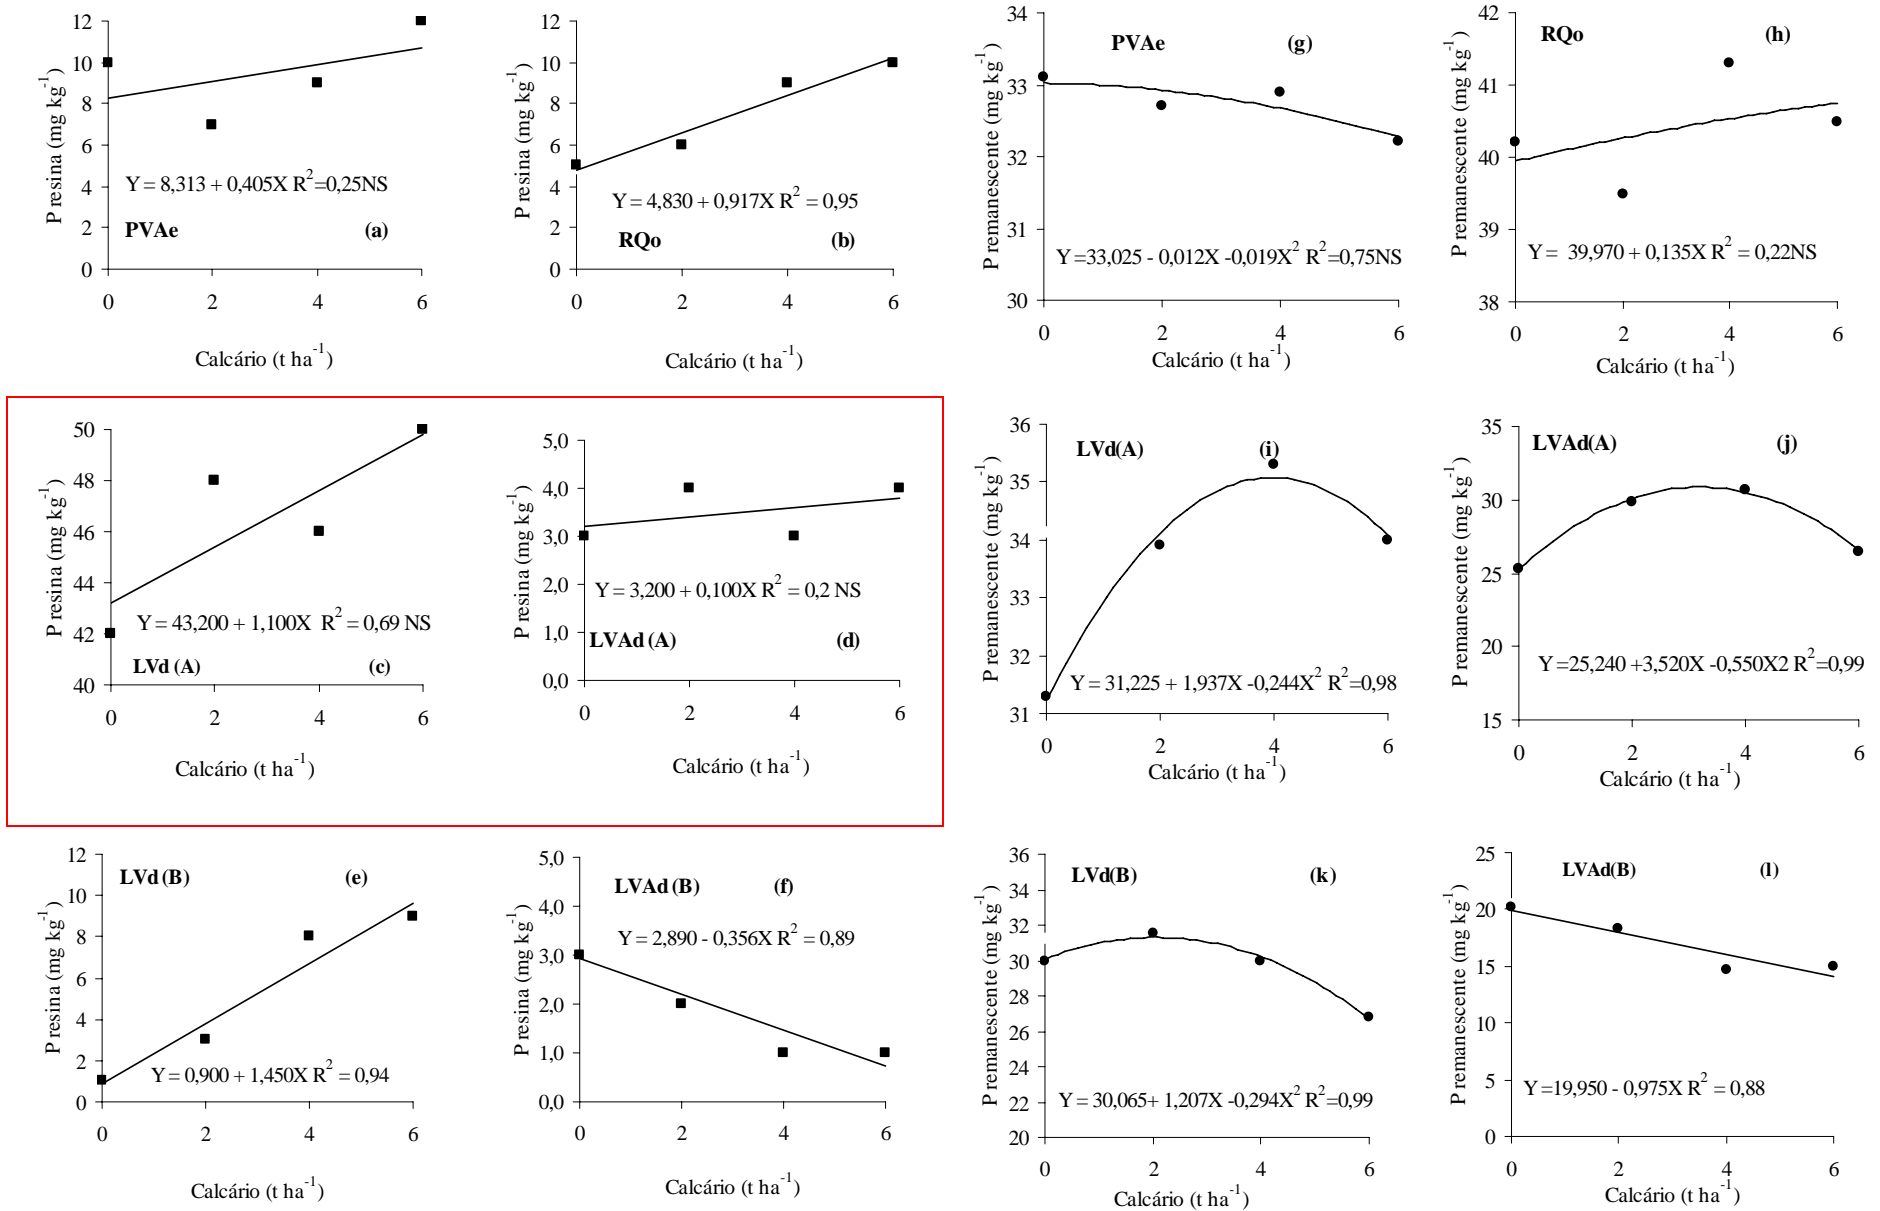 12
10
8
6
4
2
0
P resina (mg kg-1)
Y = 8,313 + 0,405X R2=0,25NS
PVAe (a)
0 2 4 6
Calcário (t ha-1)
12
10
8
6
4
2
0
P resina (mg kg-1)
Y = 4,830 + 0,917X R2 = 0,95
RQo (b)
0 2 4 6
Calcário (t ha-1)
34
33
32
31
30
P remanescente (mg kg-1)
PVAe (g)
Y =33,025 - 0,012X -0,019X2 R2=0,75NS
0 2 4 6
Calcário (t ha-1)
42
41
40
39
38
P remanescente (mg kg-1)
RQo (h)
Y = 39,970 + 0,135X R2 = 0,22NS
0 2 4 6
Calcário (t ha-1)
50
48
46
44
42
40
P resina (mg kg-1)
Y = 43,200 + 1,100X R2 = 0,69 NS
LVd (A) (c)
0 2 4 6
Calcário (t ha-1)
5,0
4,0
3,0
2,0
1,0
0,0
P resina (mg kg-1)
Y = 3,200 + 0,100X R2 = 0,2 NS
LVAd (A) (d)
0 2 4 6
Calcário (t ha-1)
36
35
34
33
32
31
P remanescente (mg kg-1)
LVd(A) (i)
Y = 31,225 + 1,937X -0,244X2 R2=0,98
0 2 4 6
Calcário (t ha-1)
35
30
25
20
15
P remanescente (mg kg-1)
LVAd(A) (j)
Y=25,240 +3,520X -0,550X2 R2=0,99
0 2 4 6
Calcário (t ha-1)
12
10
8
6
4
2
0
P resina (mg kg-1)
LVd (B) (e)
Y = 0,900 + 1,450X R2 = 0,94
0 2 4 6
Calcário (t ha-1)
5,0
4,0
3,0
2,0
1,0
0,0
P resina (mg kg-1)
LVAd (B) (f)
Y = 2,890 - 0,356X R2 = 0,89
0 2 4 6
Calcário (t ha-1)
36
34
32
30
28
26
24
22
20
P remanescente (mg kg-1)
LVd(B) (k)
Y = 30,065+ 1,207X -0,294X2 R2=0,99
0 2 4 6
Calcário (t ha-1)
25
20
15
10
5
0
P remanescente (mg kg-1)
LVAd(B) (l)
Y =19,950 - 0,975X R2 = 0,88
0 2 4 6
Calcário (t ha-1)